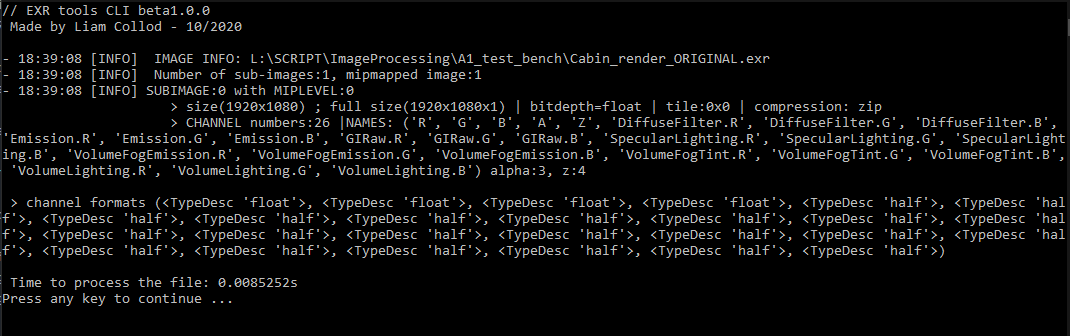 // EXR tools CLI beta1.0.0
Made by Liam Collod - 10/2020
- 18:39:08 [INFO]  IMAGE INFO: L:\SCRIPT\ImageProcessing\A1_test_bench\Cabin_render_ORIGINAL.exr
- 18:39:08 [INFO]  Number of sub-images:1, mipmapped image:1
- 18:39:08 [INFO] SUBIMAGE:0 with MIPLEVEL:0
> size(1920x1080) ; full size(1920x1080x1) | bitdepth=float | tile:0x0 | compression: zip
> CHANNEL numbers:26 |NAMES: ('R', 'G', 'B', 'A', 'Z', 'DiffuseFilter.R', 'DiffuseFilter.G', 'DiffuseFilter.B',
'Emission.R', 'Emission.G', 'Emission.B', 'GIRaw.R', 'GIRaw.G', 'GIRaw.B', 'SpecularLighting.R', 'SpecularLighting.G', 'SpecularLight
ing.B', 'VolumeFogEmission.R', 'VolumeFogEmission.G', 'VolumeFogEmission.B', 'VolumeFogTint.R', 'VolumeFogTint.G', 'VolumeFogTint.B',
'VolumeLighting.R', 'VolumeLighting.G', 'VolumeLighting.B') alpha:3, z:4
> channel formats (<TypeDesc 'float'>, <TypeDesc 'float'>, <TypeDesc 'float'>, <TypeDesc 'float'>, <TypeDesc 'half'>, <TypeDesc 'hal
f'>, <TypeDesc 'half'>, <TypeDesc 'half'>, <TypeDesc 'half'>, <TypeDesc 'half'>, <TypeDesc 'half'>, <TypeDesc 'half'>, <TypeDesc 'hal
f'>, <TypeDesc 'half'>, <TypeDesc 'half'>, <TypeDesc 'half'>, <TypeDesc 'half'>, <TypeDesc 'half'>, <TypeDesc 'half'>, <TypeDesc 'hal
f'>, <TypeDesc 'half'>, <TypeDesc 'half'>, <TypeDesc 'half'>, <TypeDesc 'half'>, <TypeDesc 'half'>, <TypeDesc 'half'>)
Time to process the file: 0.0085252s
Press any key to continue ...